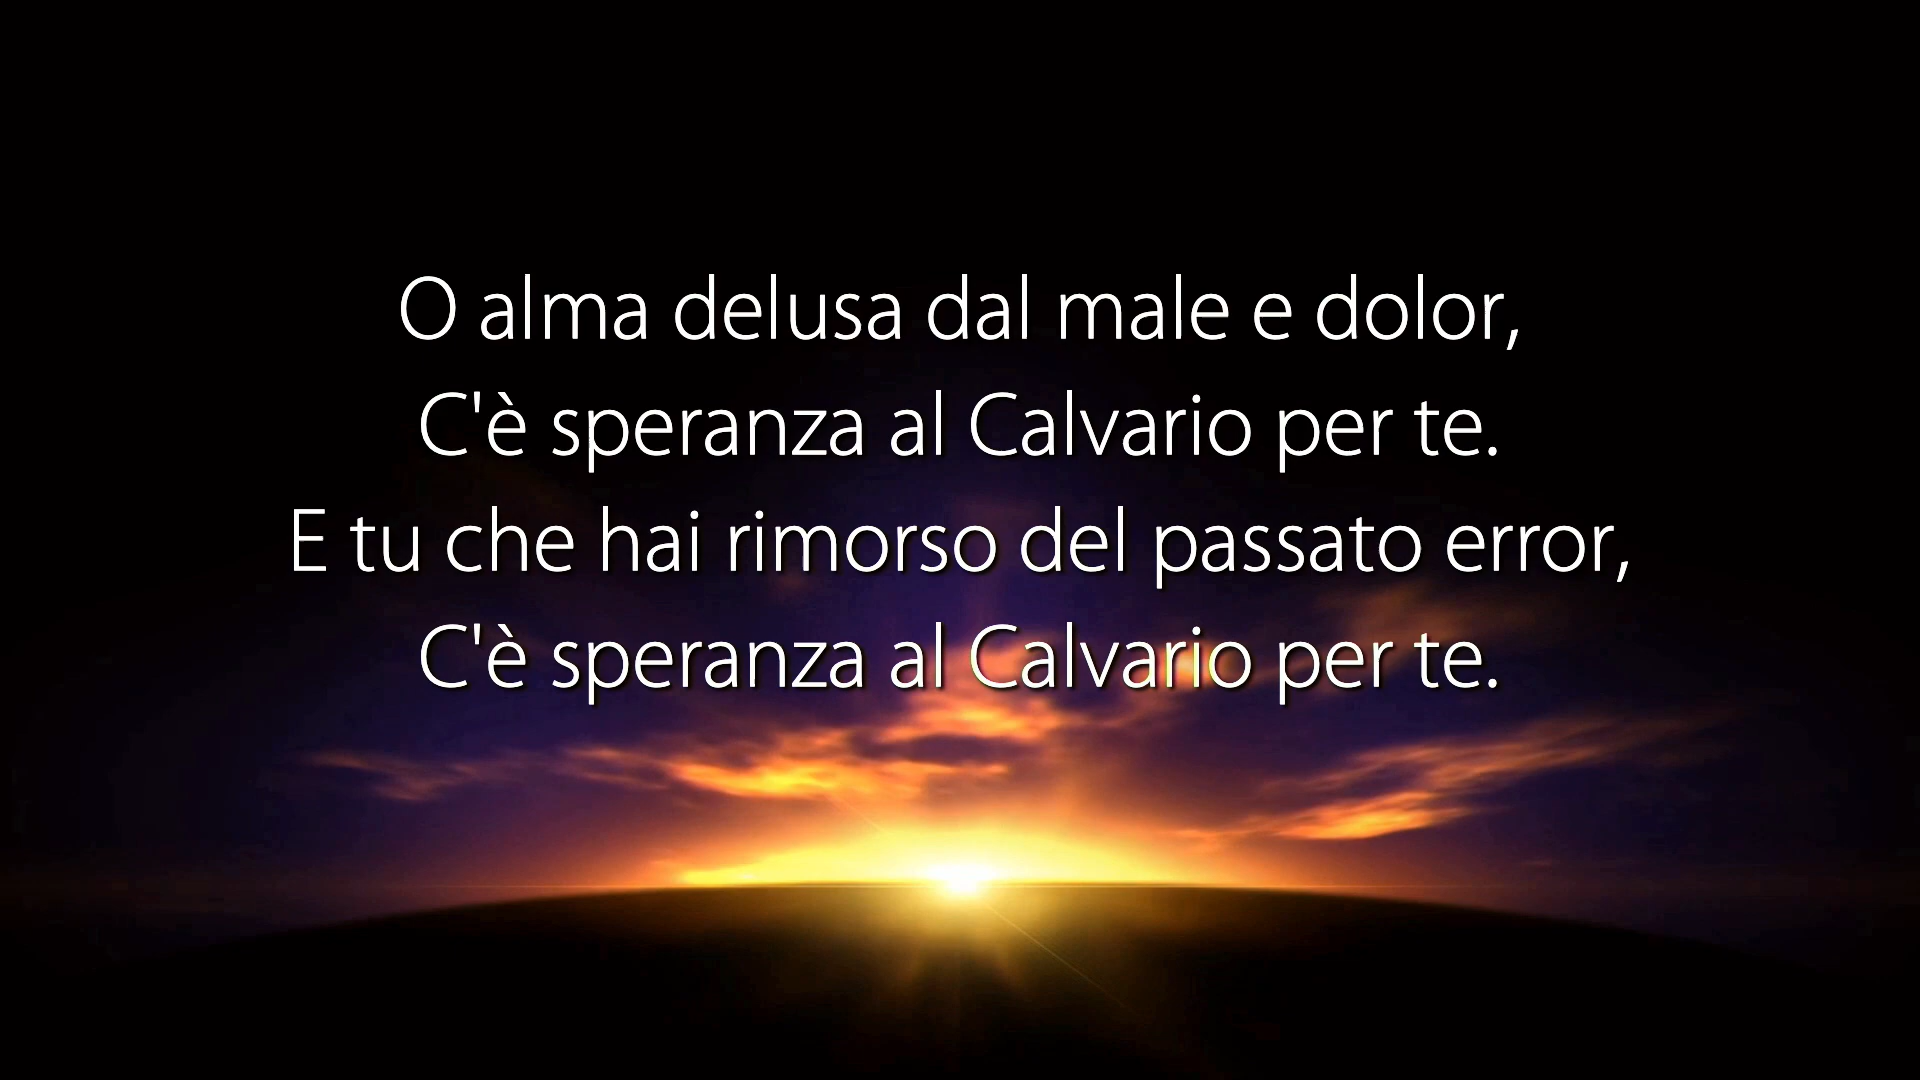 O alma delusa dal male e dolor,
C'è speranza al Calvario per te.
E tu che hai rimorso del passato error,
C'è speranza al Calvario per te.